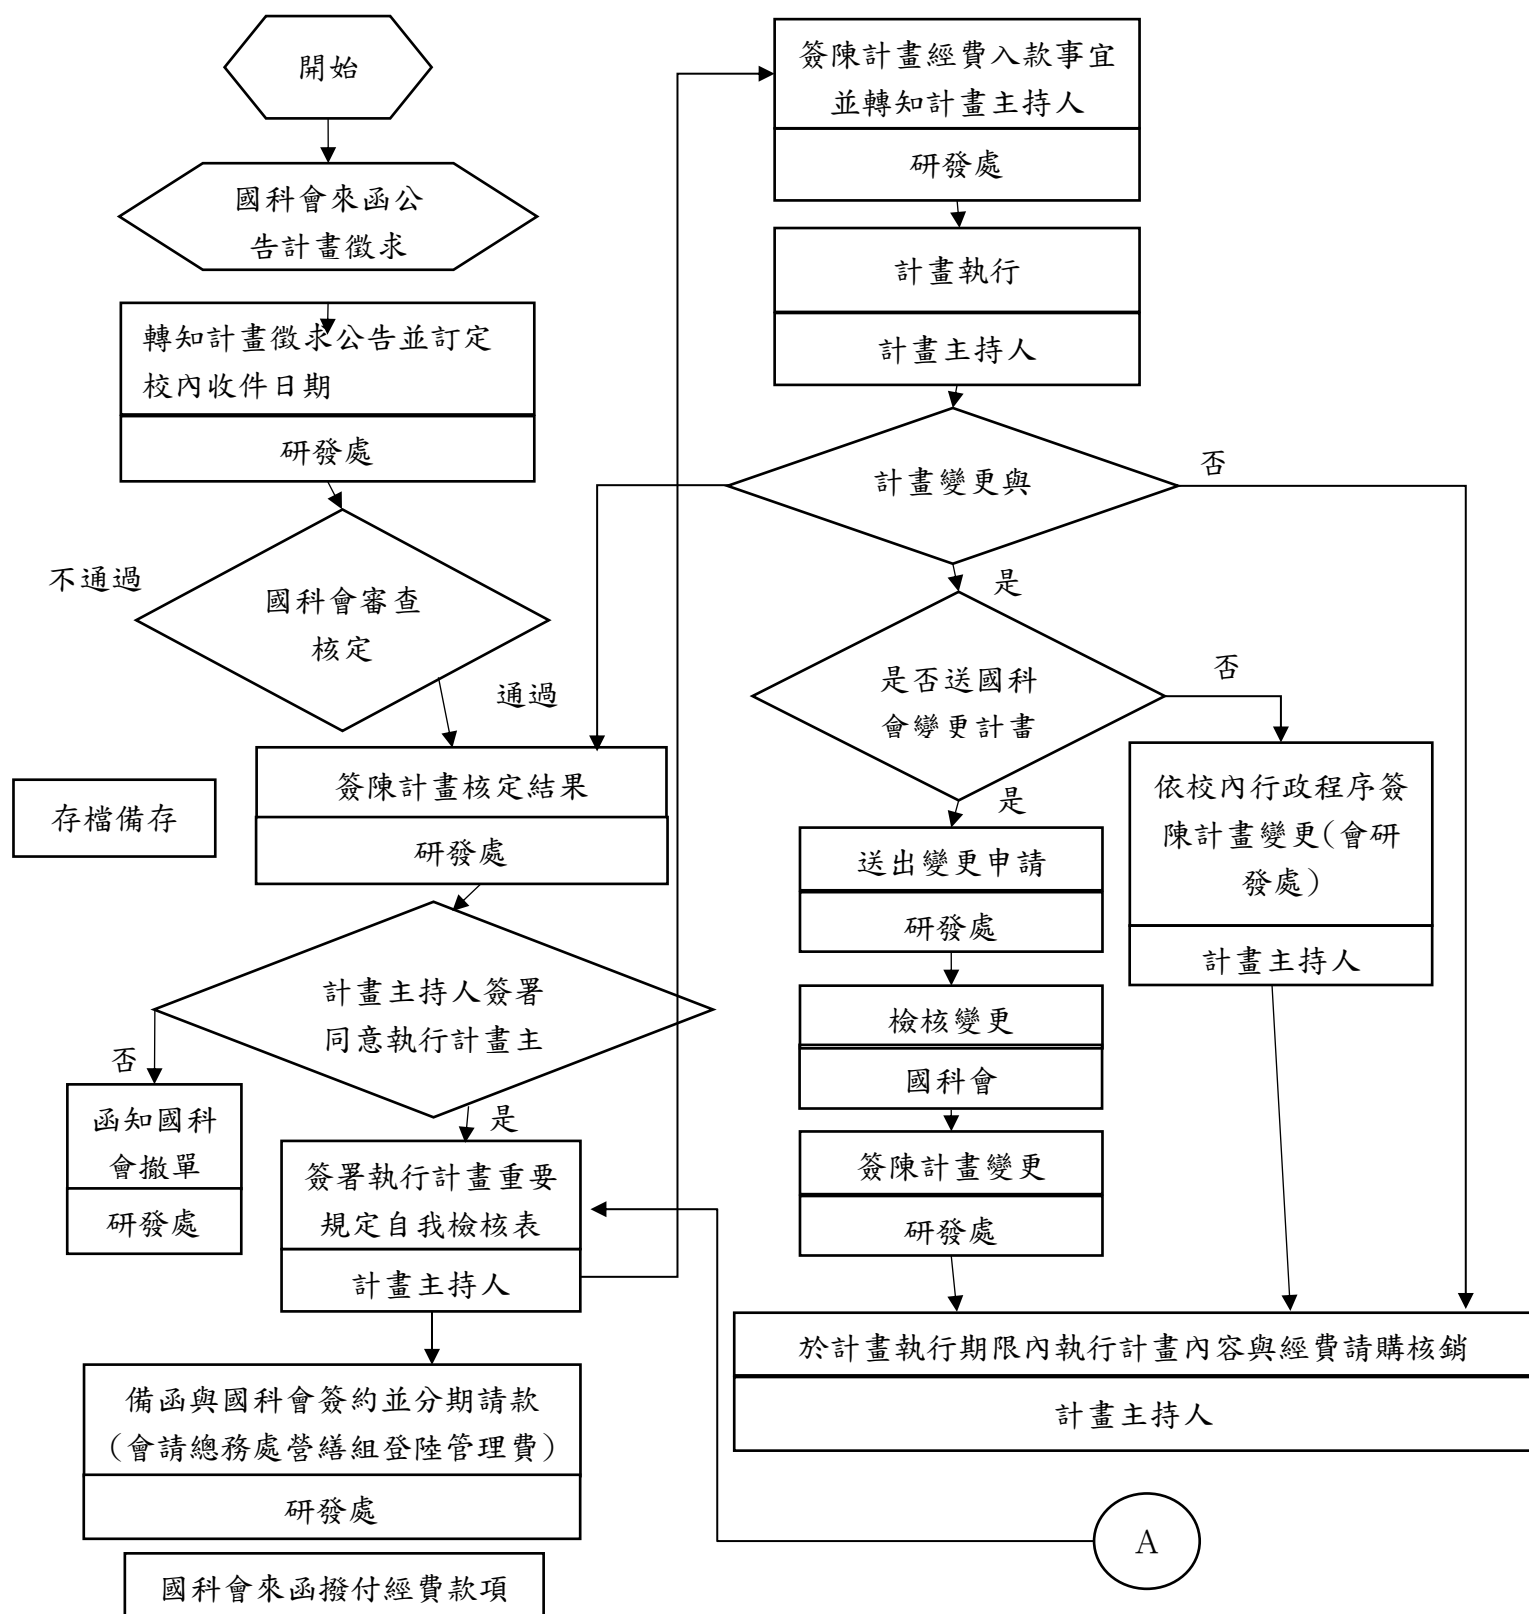 開始
國科會來函公
告計畫徵求
轉知計畫徵求公告並訂定
校內收件日期
研發處
不通過
國科會審查
核定
通過
存檔備存
簽陳計畫核定結果
研發處
計畫主持人簽署
同意執行計畫主
否
是
函知國科
會撤單
研發處
簽署執行計畫重要
規定自我檢核表
計畫主持人
備函與國科會簽約並分期請款
（會請總務處營繕組登陸管理費）
研發處
國科會來函撥付經費款項
簽陳計畫經費入款事宜
並轉知計畫主持人
研發處
計畫執行
計畫主持人
計畫變更與
否
是
是否送國科
會變更計書
否
是
依校內行政程序簽
陳計畫變更(會研
發處)
計畫主持人
送出變更申請
研發處
檢核變更
國科會
簽陳計畫變更
研發處
於計畫執行期限內執行計畫內容與經費請購核銷
計畫主持人
A